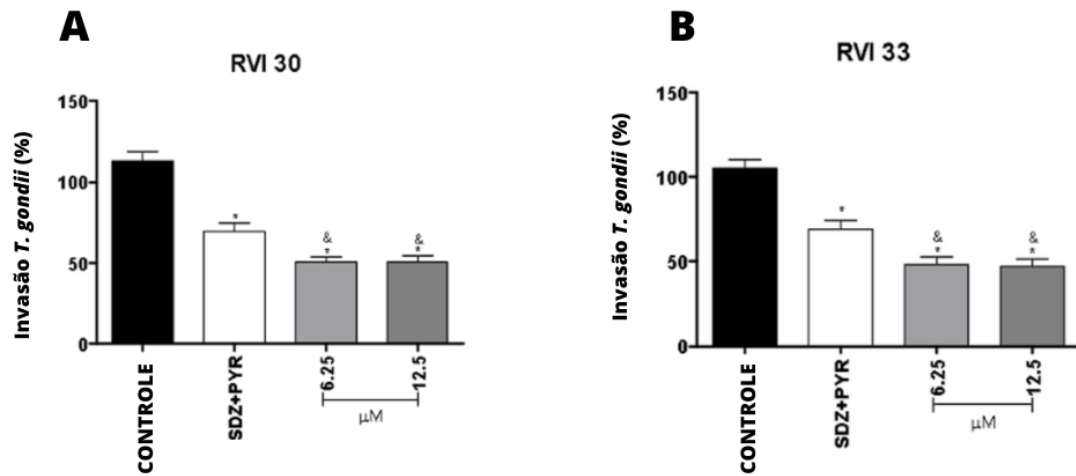 A
RVI 30
Invasão T. gondii (%)
150
100
50
0
*
&
*
&
*
CONTROLE
SDZ+PYR
6.25
12.5
µM
B
RVI 33
Invasão T. gondii (%)
150
100
50
0
*
&
*
&
*
CONTROLE
SDZ+PYR
6.25
12.5
µM